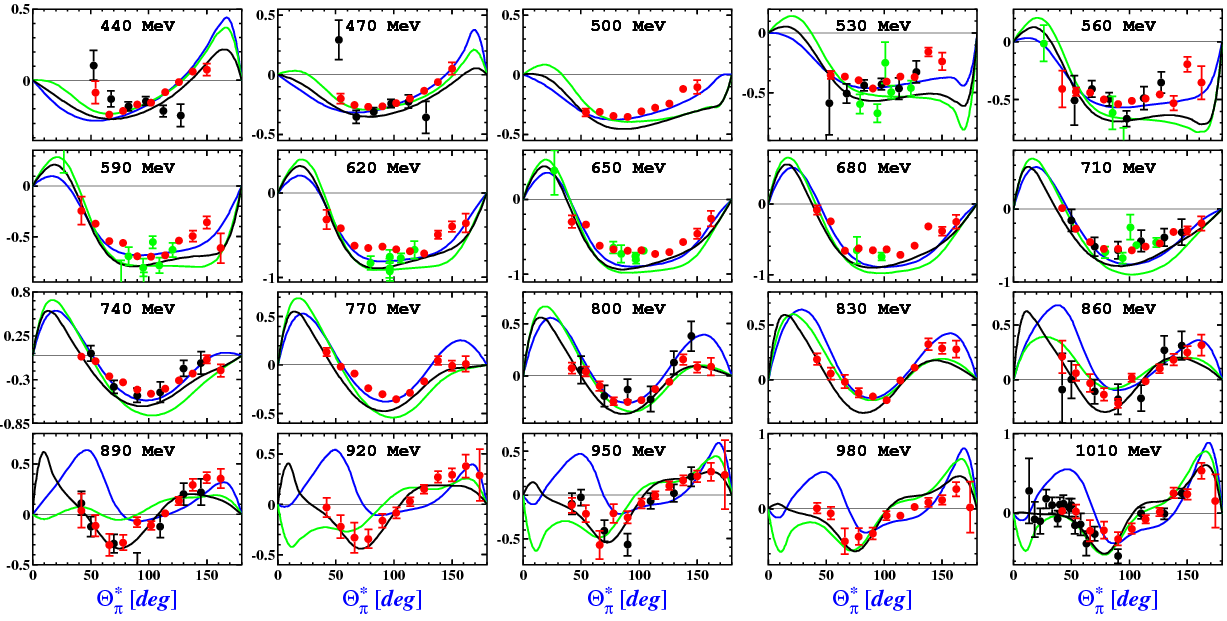 440 MeV 470 MeV 500 MeV 530 MeV 560 MeV
0.5 0 -0.5 0.5 0 -0.5 0 -0.5 0 -0.5
590 MeV 620 MeV 650 MeV 680 MeV 710 MeV
0 -0.5 0 -1 0 -1 0 -1 0 -1
740 MeV 770 MeV 800 MeV 830 MeV 860 MeV
0.8 0.25 -0.3 -0.85 0.5 0 -0.5 0.5 0 0.5 0 0.5 0
890 MeV 920 MeV 950 MeV 980 MeV 1010 MeV
0.5 0 -0.5 0.5 0 -0.5 0.5 0 -0.5 1 0 1 0
0 50 100 150 0 50 100 150 0 50 100 150 0 50 100 150 0 50 100 150
Θ*π [deg] Θ*π [deg] Θ*π [deg] Θ*π [deg] Θ*π [deg]